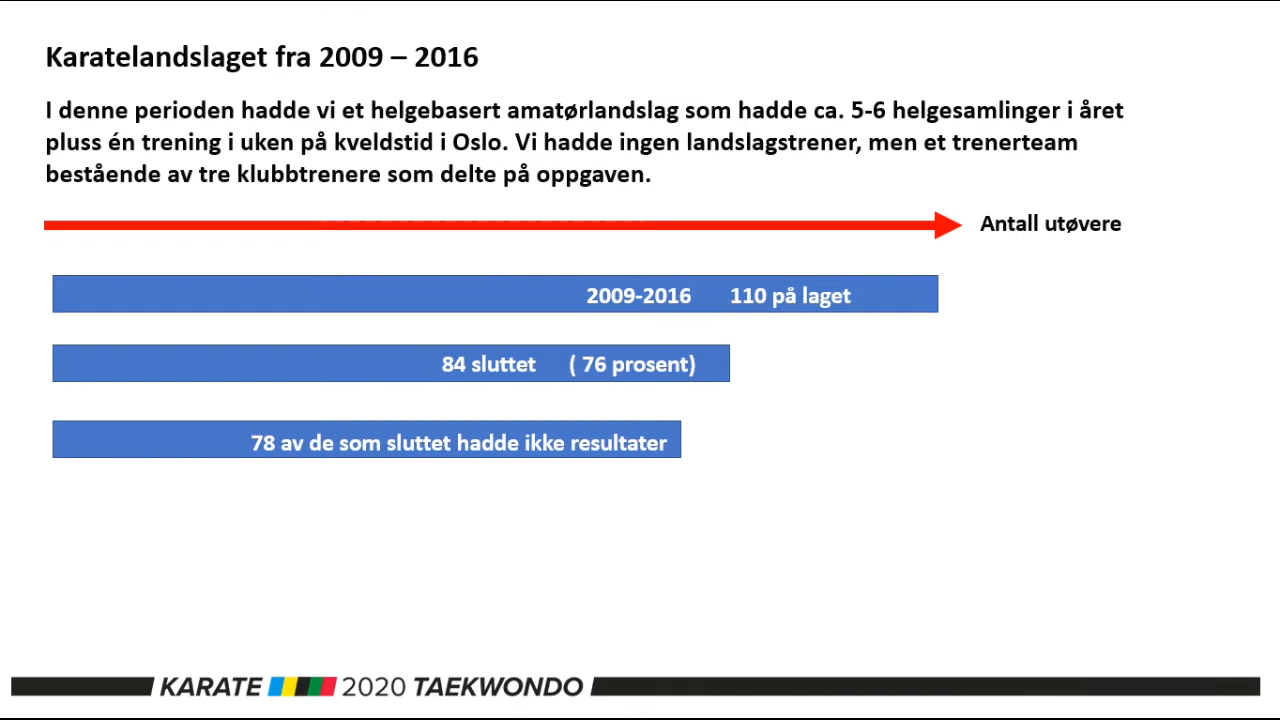 Karatelandslaget fra 2009 – 2016
I denne perioden hadde vi et helgebasert amatørlandslag som hadde ca. 5-6 helgesamlinger i året
pluss én trening i uken på kveldstid i Oslo. Vi hadde ingen landslagstrener, men et trenerteam
bestående av tre klubbtrenere som delte på oppgaven.
Antall utøvere
2009-2016 110 på laget
84 sluttet ( 76 prosent)
78 av de som sluttet hadde ikke resultater
KARATE 2020 TAEKWONDO